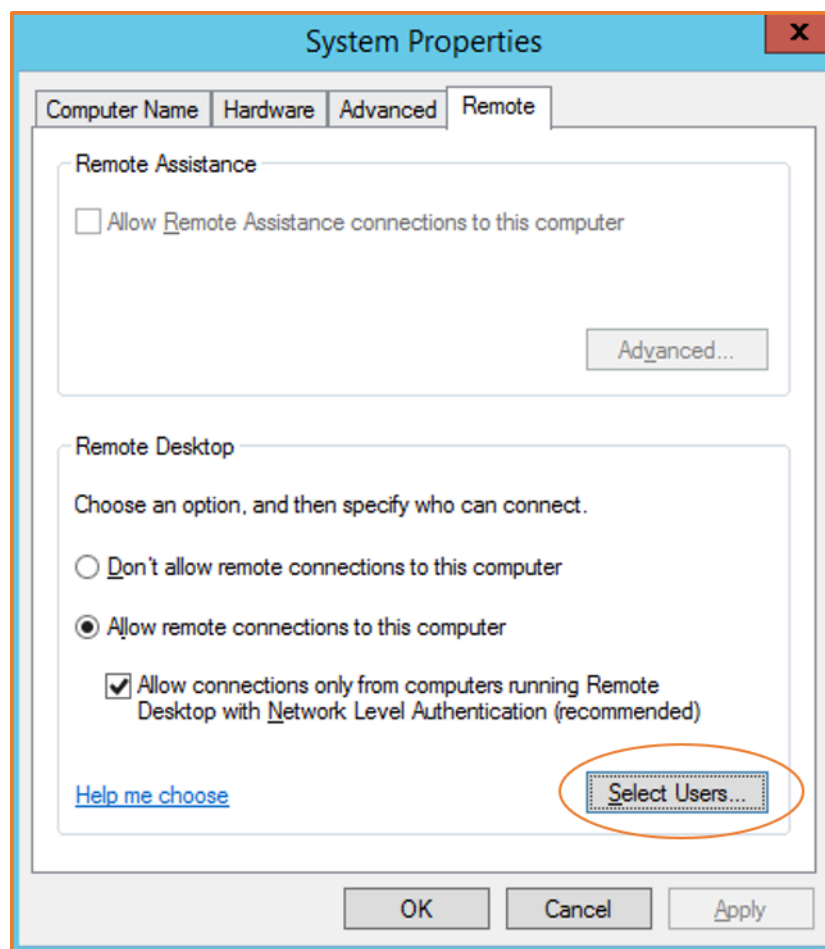 System Properties
x
Computer Name Hardware Advanced Remote
Remote Assistance
Allow Remote Assistance connections to this computer
Advanced...
Remote Desktop
Choose an option, and then specify who can connect.
Don't allow remote connections to this computer
Allow remote connections to this computer
Allow connections only from computers running Remote
Desktop with Network Level Authentication (recommended)
Help me choose Select Users...
OK Cancel Apply